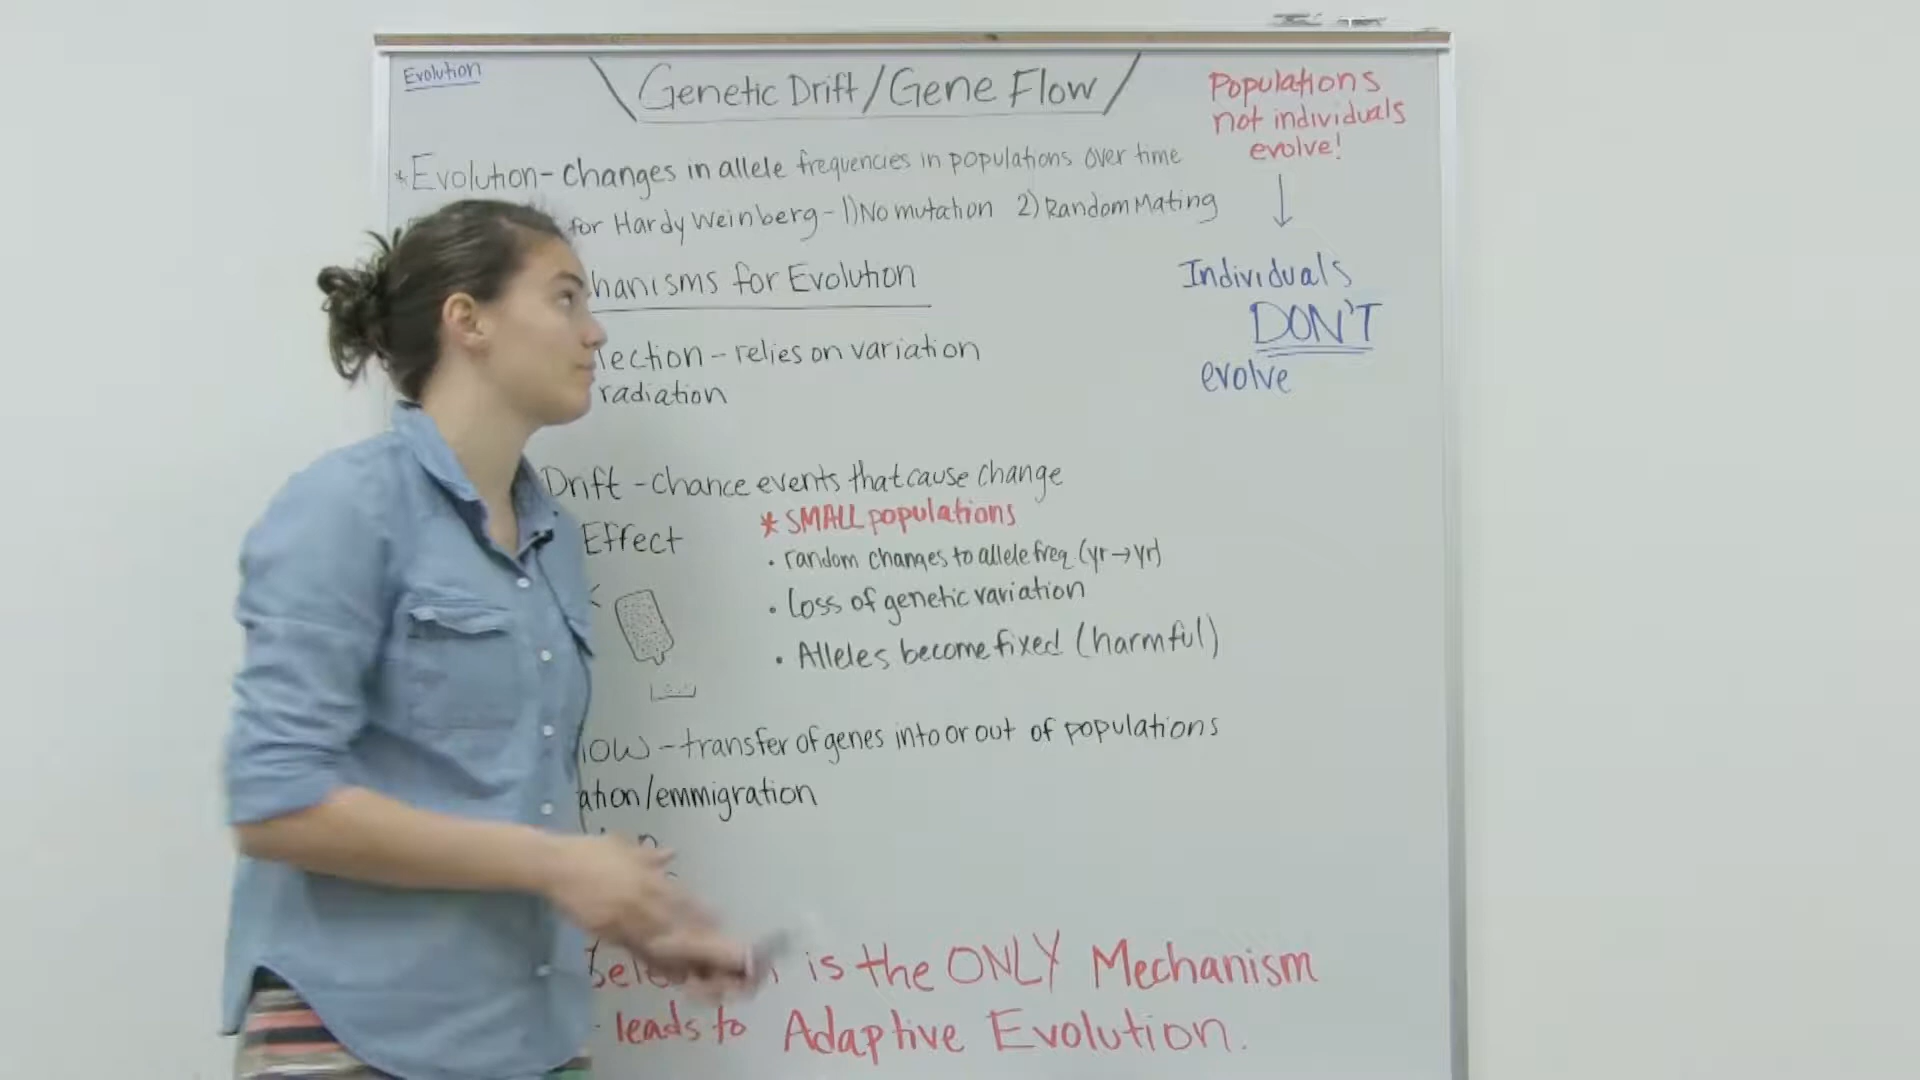 Evolution
Genetic Drift/Gene Flow
Populations
not individuals
evolve!
*Evolution- changes in allele frequencies in populations over time
for Hardy Weinberg - 1) No mutation 2) Random Mating
hanisms for Evolution
Individuals
DON'T
evolve
lection - relies on variation
radiation
Drift - chance events that cause change
* SMALL populations
Effect
• random changes to allele freq. (yr→yr)
• Loss of genetic variation
• Alleles become fixed (harmful)
low - transfer of genes into or out of populations
ation/emmigration
is the ONLY Mechanism
leads to Adaptive Evolution.